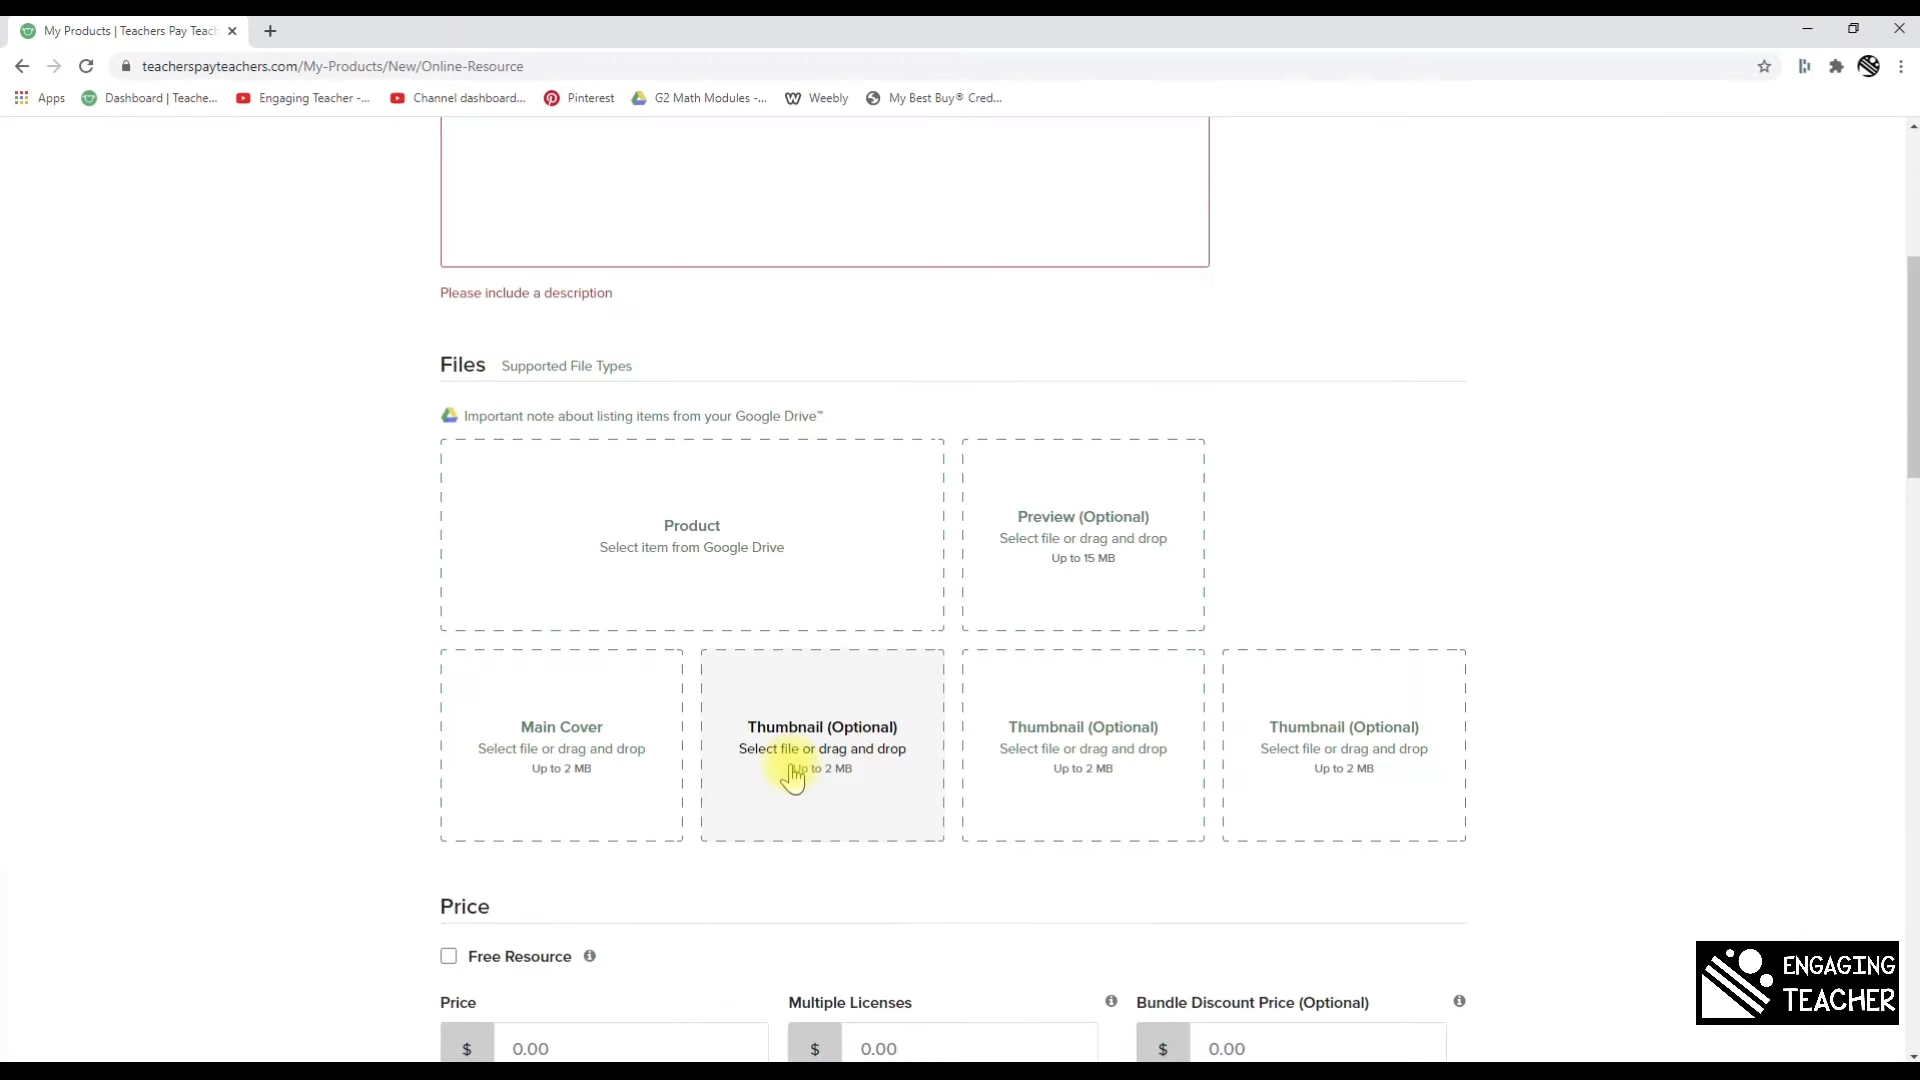 My Products | Teachers Pay Teach
teacherspayteachers.com/My-Products/New/Online-Resource
Apps
Dashboard | Teache...
Engaging Teacher -...
Channel dashboard...
Pinterest
G2 Math Modules -...
Weebly
My Best Buy® Cred...
Please include a description
Files Supported File Types
Important note about listing items from your Google Drive™
Product
Select item from Google Drive
Preview (Optional)
Select file or drag and drop
Up to 15 MB
Main Cover
Select file or drag and drop
Up to 2 MB
Thumbnail (Optional)
Select file or drag and drop
Up to 2 MB
Thumbnail (Optional)
Select file or drag and drop
Up to 2 MB
Thumbnail (Optional)
Select file or drag and drop
Up to 2 MB
Price
Free Resource
Price
$ 0.00
Multiple Licenses
$ 0.00
Bundle Discount Price (Optional)
$ 0.00
ENGAGING
TEACHER